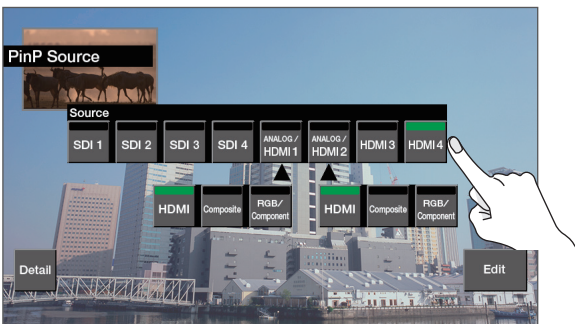 PinP Source
Source
SDI 1
SDI 2
SDI 3
SDI 4
ANALOG /
HDMI 1
ANALOG /
HDMI 2
HDMI 3
HDMI 4
HDMI
Composite
RGB/
Component
HDMI
Composite
RGB/
Component
Detail
Edit